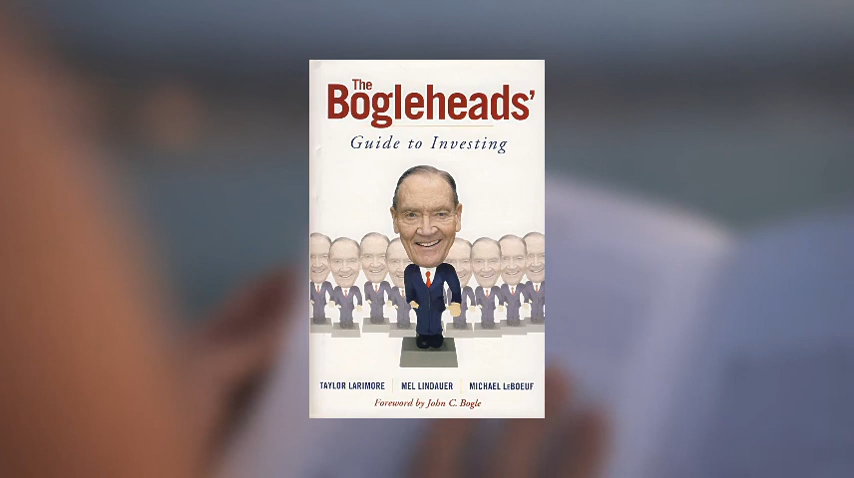 The
Bogleheads’
Guide to Investing
TAYLOR LARIMORE MEL LINDAUER MICHAEL LEBOEUF
Foreword by John C. Bogle